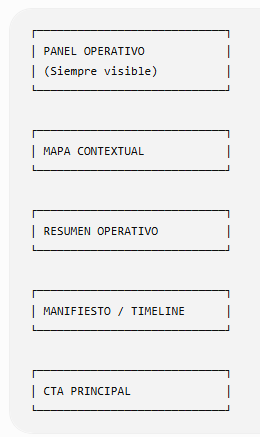 PANEL OPERATIVO
(Siempre visible)
MAPA CONTEXTUAL
RESUMEN OPERATIVO
MANIFIESTO / TIMELINE
CTA PRINCIPAL